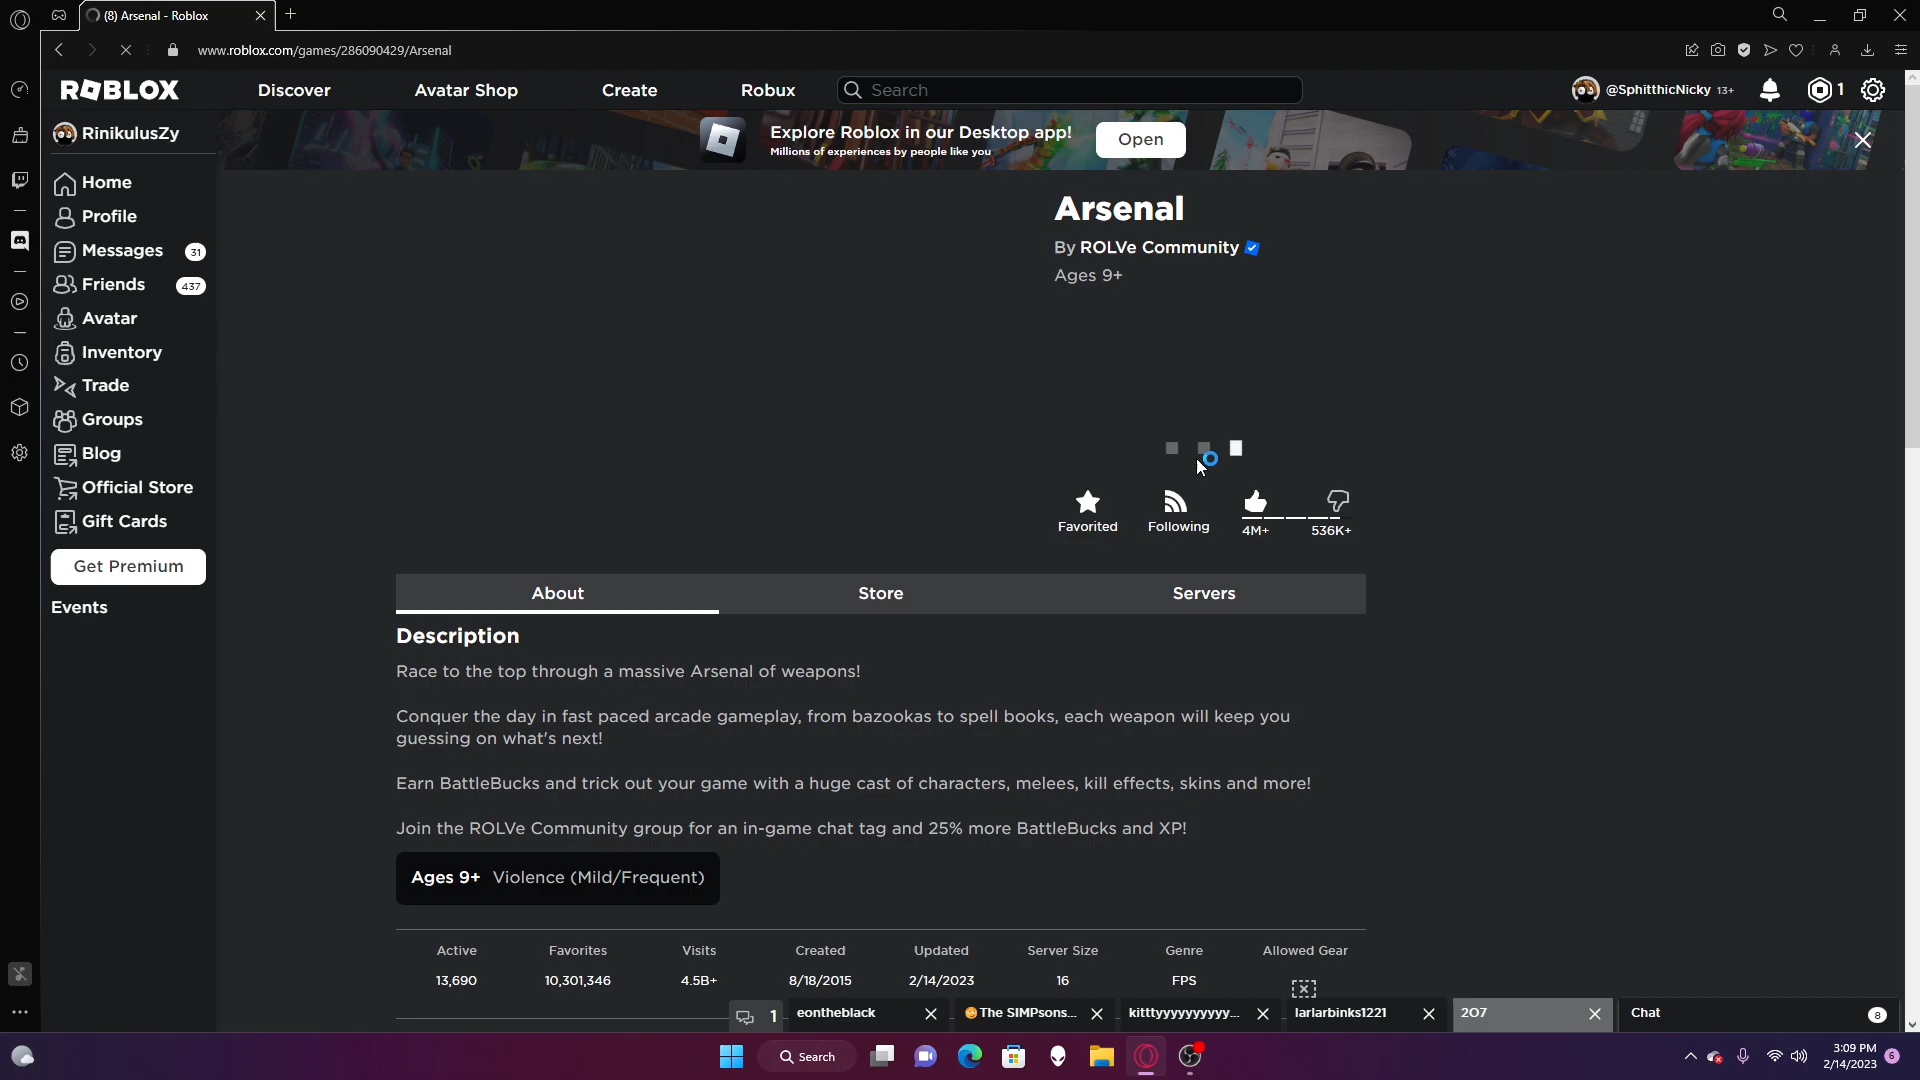 (8) Arsenal - Roblox
www.roblox.com/games/286090429/Arsenal
ROBLOX
Discover
Avatar Shop
Create
Robux
Search
@SphitthicNicky 13+
1
RinikulusZy
Explore Roblox in our Desktop app!
Millions of experiences by people like you
Open
Home
Profile
Messages 31
Friends 437
Avatar
Inventory
Trade
Groups
Blog
Official Store
Gift Cards
Get Premium
Events
Arsenal
By ROLVe Community
Ages 9+
Favorited
Following
4M+
536K+
About
Store
Servers
Description
Race to the top through a massive Arsenal of weapons!
Conquer the day in fast paced arcade gameplay, from bazookas to spell books, each weapon will keep you
guessing on what's next!
Earn BattleBucks and trick out your game with a huge cast of characters, melees, kill effects, skins and more!
Join the ROLVe Community group for an in-game chat tag and 25% more BattleBucks and XP!
Ages 9+ Violence (Mild/Frequent)
Active Favorites Visits Created Updated Server Size Genre Allowed Gear
13,690 10,301,346 4.5B+ 8/18/2015 2/14/2023 16 FPS
1
eontheblack
The SIMPsons...
kitttyyyyyyyyyy...
larlarbinks1221
207
Chat 8
Search
3:09 PM
2/14/2023
6